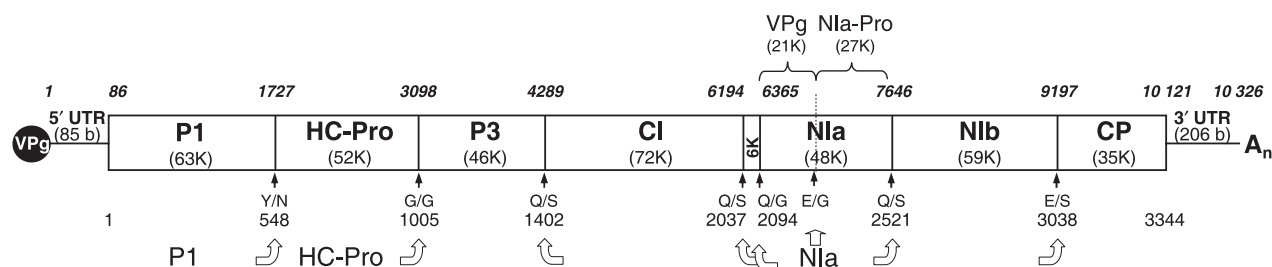 VPg NIa-Pro
(21K) (27K)
1 86 1727 3098 4289 6194 6365 7646 9197 10 121 10 326
5′ UTR 3′ UTR
(85 b) (206 b)
VPg P1 HC-Pro P3 CI 6K NIa NIb CP An
(63K) (52K) (46K) (72K) (48K) (59K) (35K)
Y/N G/G Q/S Q/S Q/G E/G Q/S E/S
1 548 1005 1402 2037 2094 2521 3038 3344
P1 HC-Pro NIa